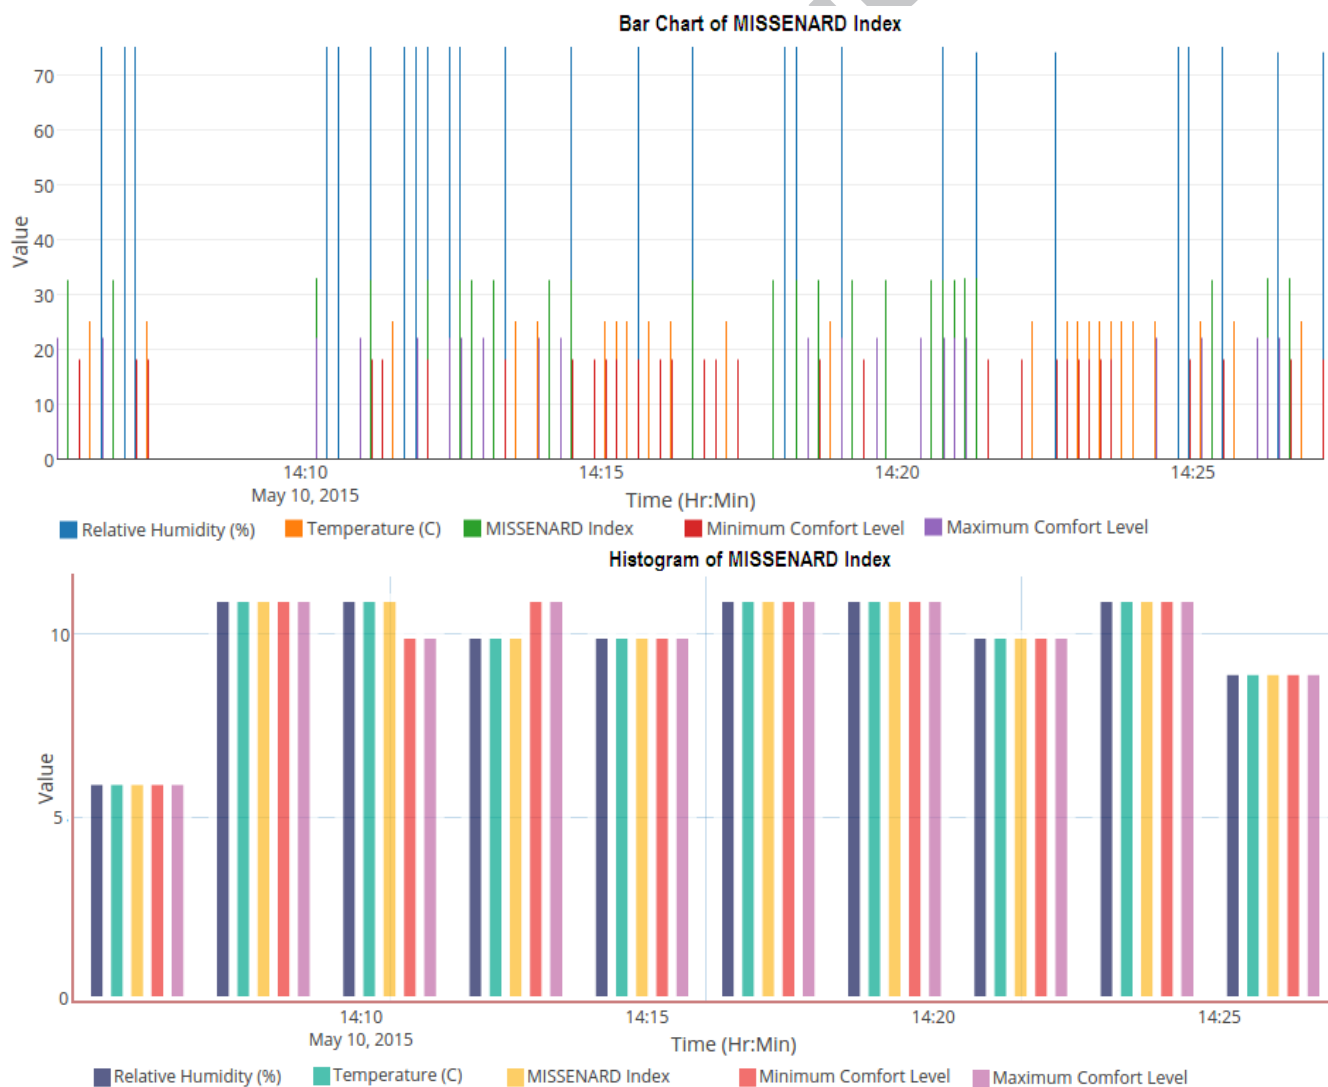 Bar Chart of MISSENARD Index
70
60
50
40
30
20
10
0
Value
14:10 14:15 14:20 14:25
May 10, 2015
Time (Hr:Min)
Relative Humidity (%) Temperature (C) MISSENARD Index Minimum Comfort Level Maximum Comfort Level
Histogram of MISSENARD Index
10
5
0
Value
14:10 14:15 14:20 14:25
May 10, 2015
Time (Hr:Min)
Relative Humidity (%) Temperature (C) MISSENARD Index Minimum Comfort Level Maximum Comfort Level